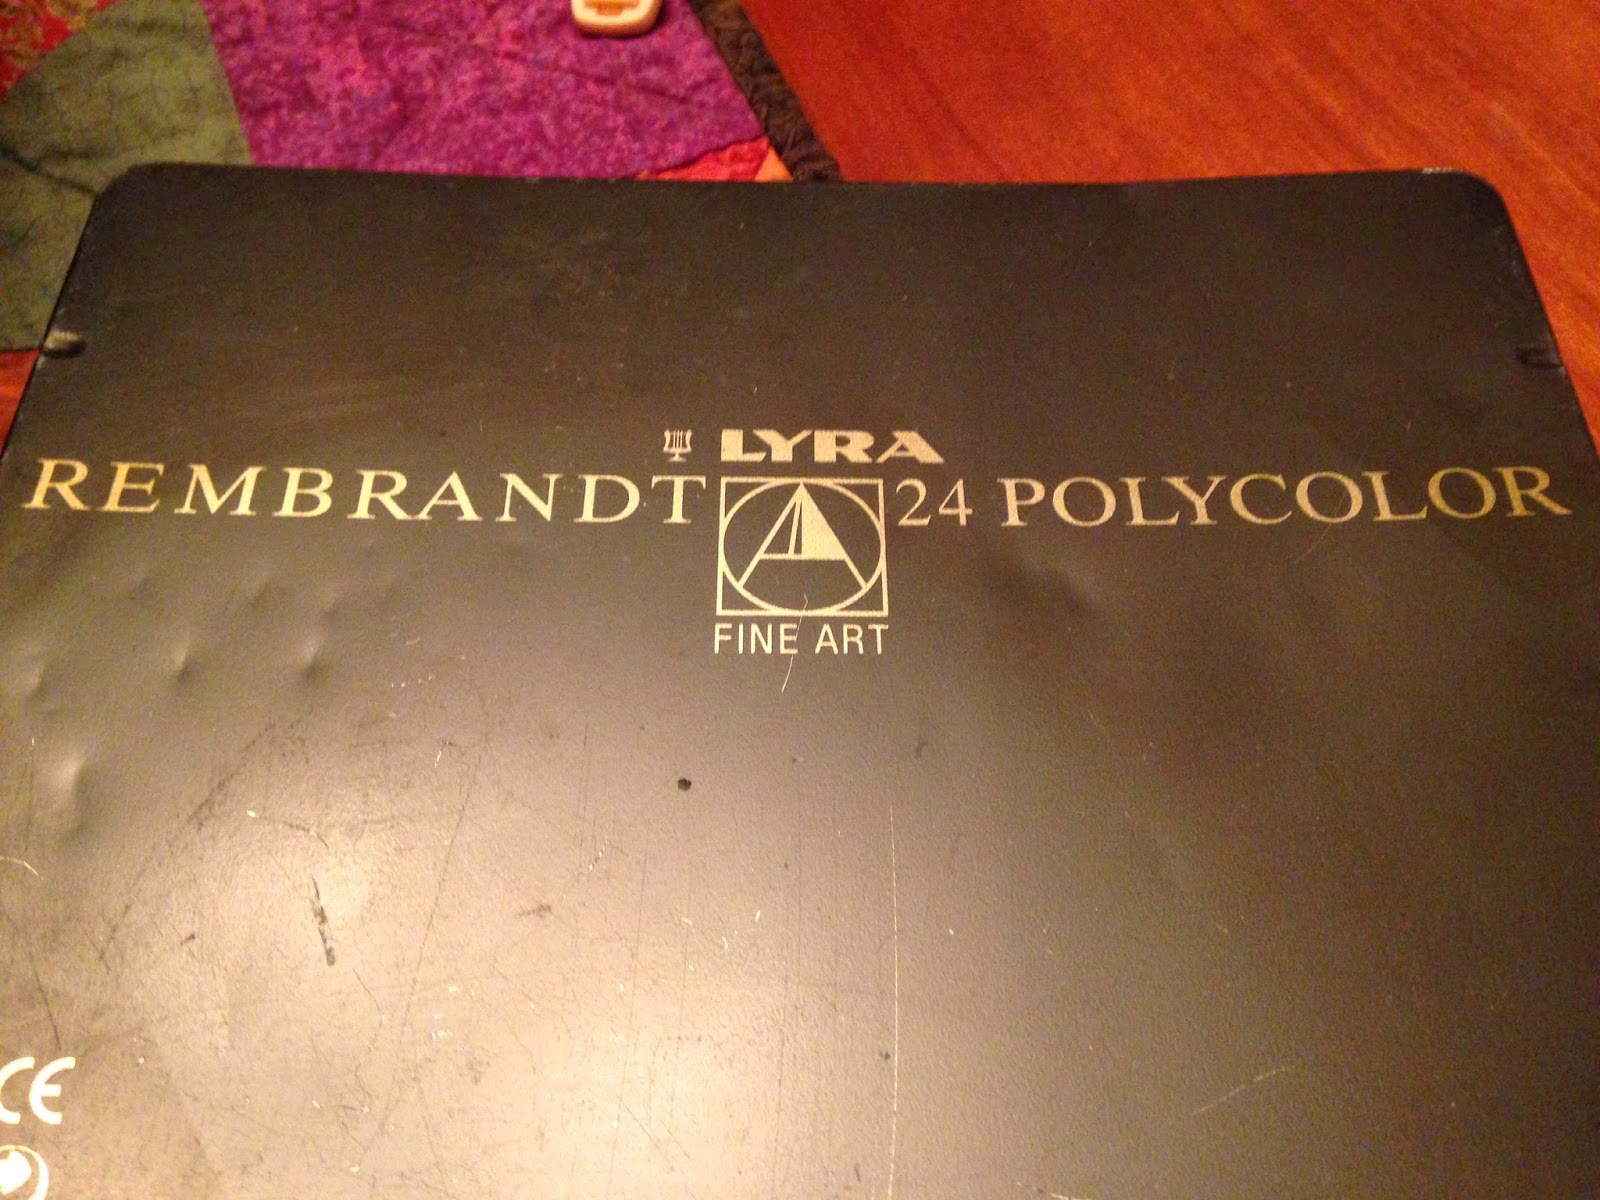 LYRA
REMBRANDT 24 POLYCOLOR
FINE ART
CE